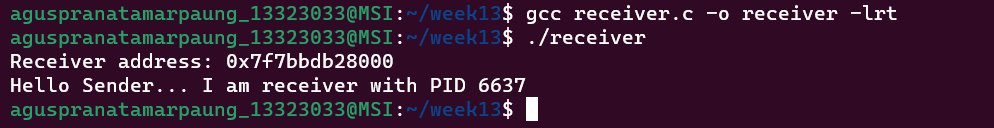 aguspranatamarpaung_13323033@MSI:~/week13$ gcc receiver.c -o receiver -lrt
aguspranatamarpaung_13323033@MSI:~/week13$ ./receiver
Receiver address: 0x7f7bbdb28000
Hello Sender... I am receiver with PID 6637
aguspranatamarpaung_13323033@MSI:~/week13$